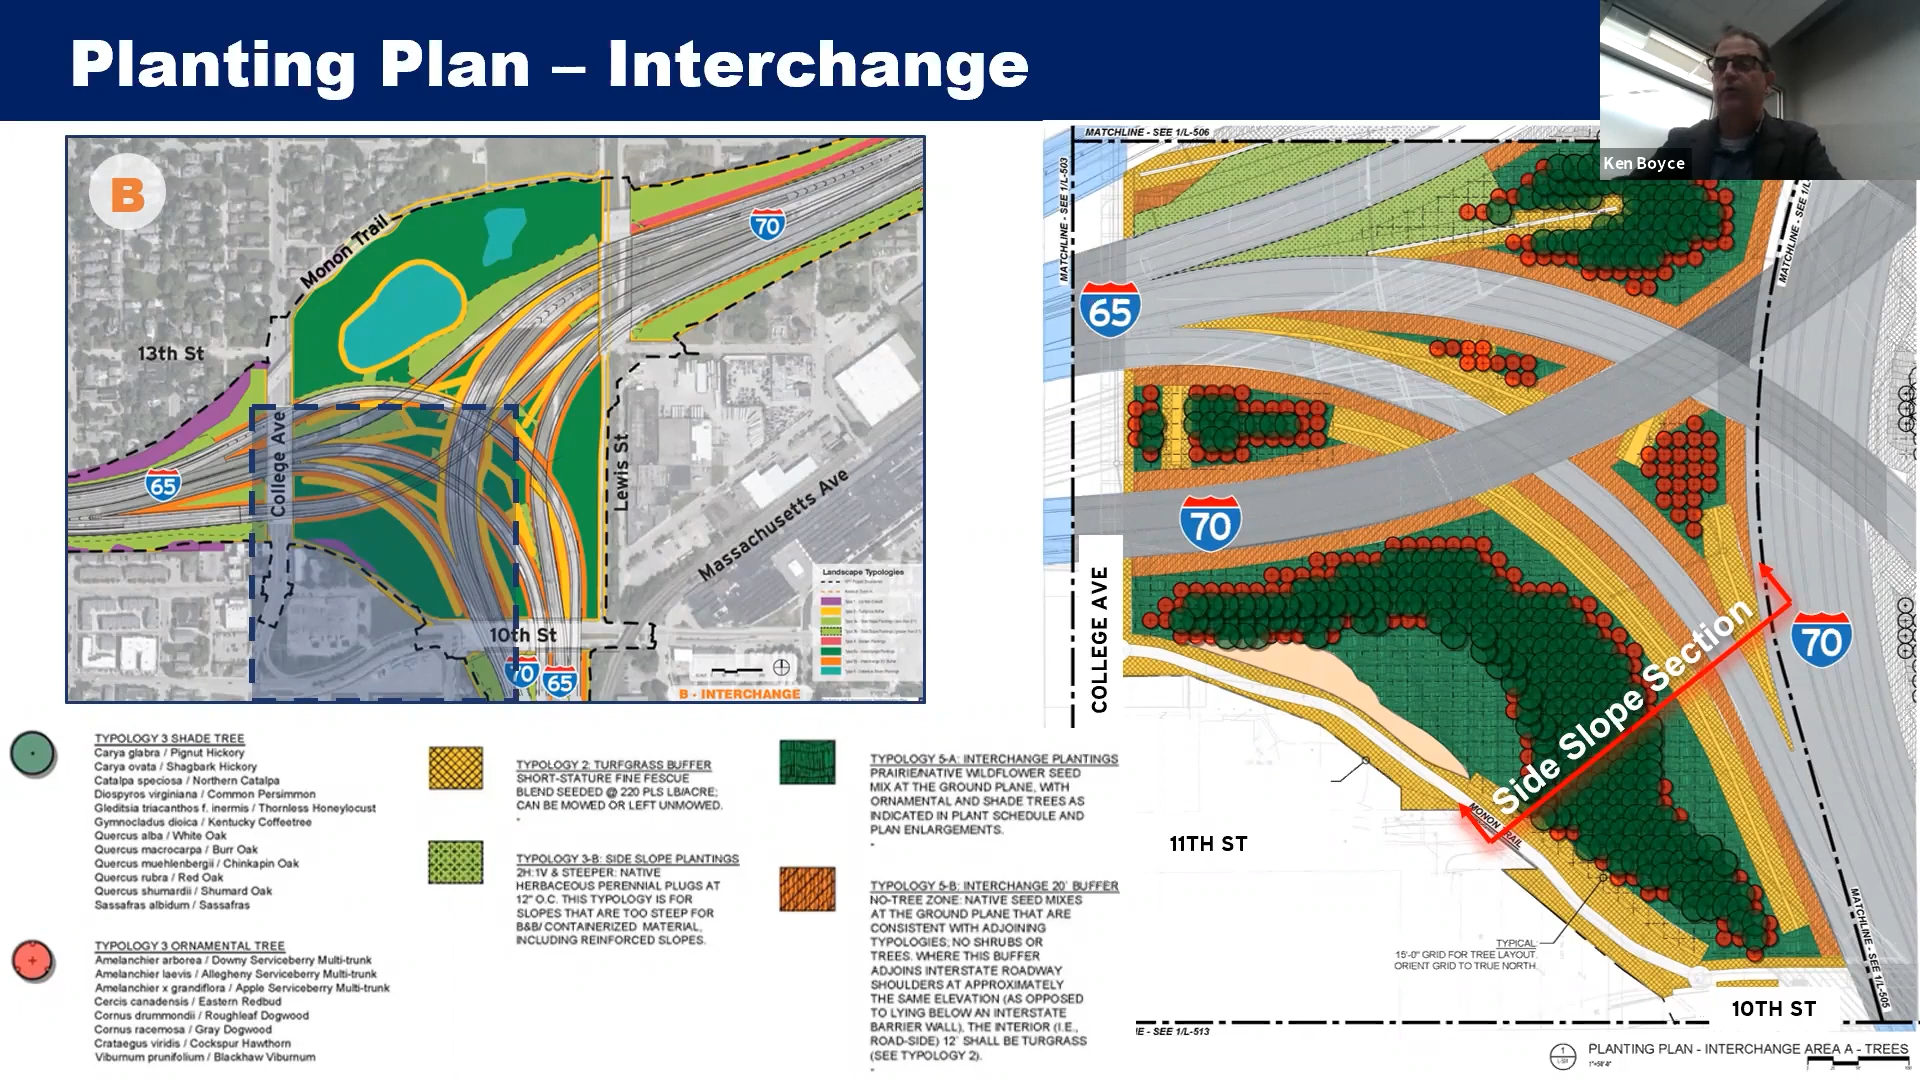 Planting Plan – Interchange
Ken Boyce
B
Monon Trail
70
13th St
65
College Ave
Lewis St
Massachusetts Ave
10th St
70
65
Landscape Typologies
B - INTERCHANGE
MATCHLINE - SEE 1/L-506
MATCHLINE - SEE 1/L-503
MATCHLINE - SEE 1/L-5
65
70
70
COLLEGE AVE
Side Slope Section
MONON TRAIL
11TH ST
TYPICAL:
15'-0" GRID FOR TREE LAYOUT.
ORIENT GRID TO TRUE NORTH.
MATCHLINE - SEE 1/L-505
10TH ST
IE - SEE 1/L-513
1
PLANTING PLAN - INTERCHANGE AREA A - TREES
TYPOLOGY 3 SHADE TREE
Carya glabra / Pignut Hickory
Carya ovata / Shagbark Hickory
Catalpa speciosa / Northern Catalpa
Diospyros virginiana / Common Persimmon
Gleditsia triacanthos f. inermis / Thornless Honeylocust
Gymnocladus dioica / Kentucky Coffeetree
Quercus alba / White Oak
Quercus macrocarpa / Burr Oak
Quercus muehlenbergii / Chinkapin Oak
Quercus rubra / Red Oak
Quercus shumardii / Shumard Oak
Sassafras albidum / Sassafras
TYPOLOGY 3 ORNAMENTAL TREE
Amelanchier arborea / Downy Serviceberry Multi-trunk
Amelanchier laevis / Allegheny Serviceberry Multi-trunk
Amelanchier x grandiflora / Apple Serviceberry Multi-trunk
Cercis canadensis / Eastern Redbud
Cornus drummondii / Roughleaf Dogwood
Cornus racemosa / Gray Dogwood
Crataegus viridis / Cockspur Hawthorn
Viburnum prunifolium / Blackhaw Viburnum
TYPOLOGY 2: TURFGRASS BUFFER
SHORT-STATURE FINE FESCUE
BLEND SEEDED @ 220 PLS LB/ACRE;
CAN BE MOWED OR LEFT UNMOWED.
TYPOLOGY 3-B: SIDE SLOPE PLANTINGS
2H:1V & STEEPER: NATIVE
HERBACEOUS PERENNIAL PLUGS AT
12" O.C. THIS TYPOLOGY IS FOR
SLOPES THAT ARE TOO STEEP FOR
B&B/ CONTAINERIZED MATERIAL,
INCLUDING REINFORCED SLOPES.
TYPOLOGY 5-A: INTERCHANGE PLANTINGS
PRAIRIE/NATIVE WILDFLOWER SEED
MIX AT THE GROUND PLANE, WITH
ORNAMENTAL AND SHADE TREES AS
INDICATED IN PLANT SCHEDULE AND
PLAN ENLARGEMENTS.
TYPOLOGY 5-B: INTERCHANGE 20' BUFFER
NO-TREE ZONE: NATIVE SEED MIXES
AT THE GROUND PLANE THAT ARE
CONSISTENT WITH ADJOINING
TYPOLOGIES; NO SHRUBS OR
TREES. WHERE THIS BUFFER
ADJOINS INTERSTATE ROADWAY
SHOULDERS AT APPROXIMATELY
THE SAME ELEVATION (AS OPPOSED
TO LYING BELOW AN INTERSTATE
BARRIER WALL), THE INTERIOR (I.E.,
ROAD-SIDE) 12' SHALL BE TURGRASS
(SEE TYPOLOGY 2).